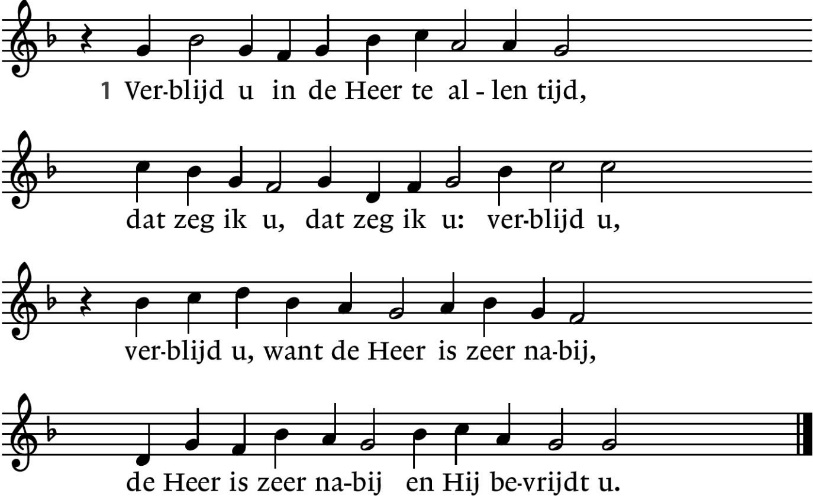 1 Ver-blijd u in de Heer te al-len tijd,
dat zeg ik u, dat zeg ik u: ver-blijd u,
ver-blijd u, want de Heer is zeer na-bij,
de Heer is zeer na-bij en Hij be-vrijdt u.